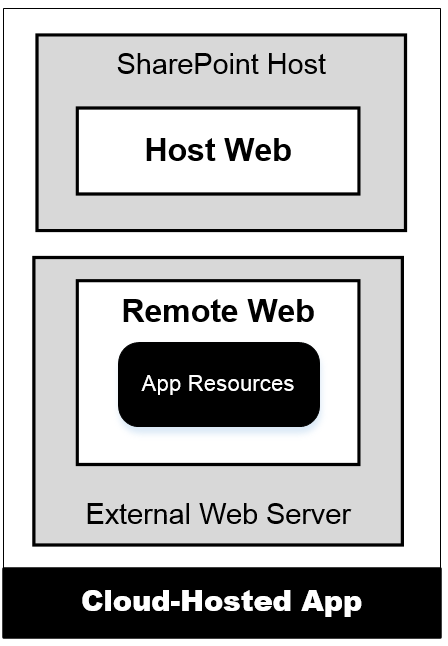 SharePoint Host
Host Web
Remote Web
App Resources
External Web Server
Cloud-Hosted App